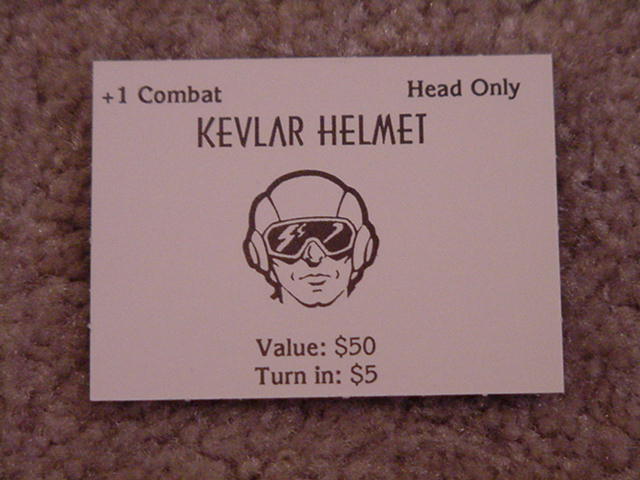 +1 Combat
Head Only
KEVLAR HELMET
Value: $50
Turn in: $5